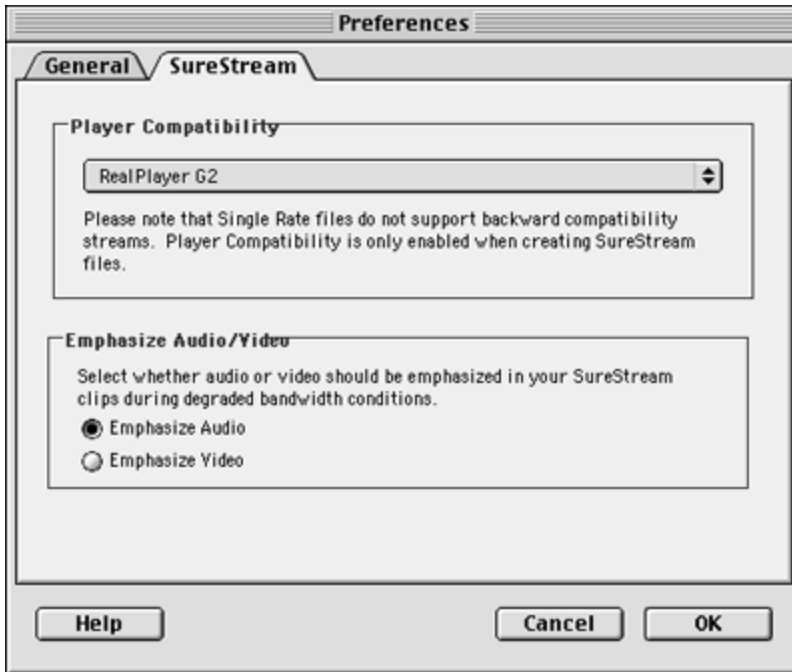 Preferences
General
SureStream
Player Compatibility
RealPlayer G2
Please note that Single Rate files do not support backward compatibility
streams. Player Compatibility is only enabled when creating SureStream
files.
Emphasize Audio/Video
Select whether audio or video should be emphasized in your SureStream
clips during degraded bandwidth conditions.
Emphasize Audio
Emphasize Video
Help
Cancel
OK